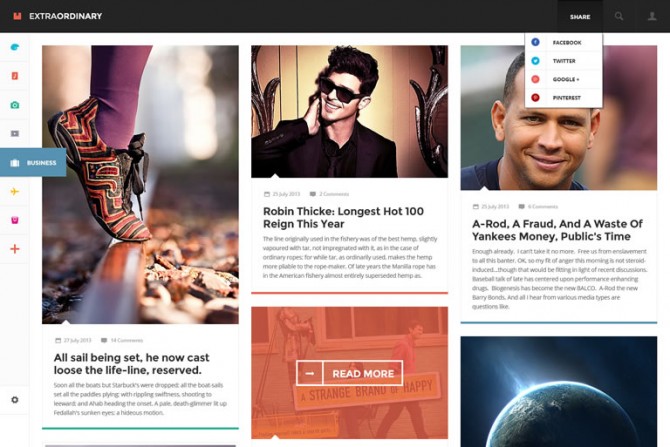 EXTRAORDINARY
SHARE
FACEBOOK
TWITTER
GOOGLE +
PINTEREST
BUSINESS
27 July 2013 14 Comments
All sail being set, he now cast
loose the life-line, reserved.
Soon all the boats but Starbuck's were dropped; all the boat-sails
set all the paddles plying; with rippling swiftness, shooting to
leeward; and Ahab heading the onset. A pale, death-glimmer lit up
Fedallah's sunken eyes; a hideous motion.
25 July 2013 2 Comments
Robin Thicke: Longest Hot 100
Reign This Year
The line originally used in the fishery was of the best hemp, slightly
vapoured with tar, not impregnated with it, as in the case of
ordinary ropes; for while tar, as ordinarily used, makes the hemp
more pliable to the rope-maker. Of late years the Manilla rope has
in the American fishery almost entirely superseded hemp as.
READ MORE
A STRANGE BRAND OF HAPPY
25 July 2013 6 Comments
A-Rod, A Fraud, And A Waste Of
Yankees Money, Public's Time
Enough already. I can't take it no more. Free us from enslavement
to all this banter. OK, so my fit of anger this morning is not steroid-
induced...though that would be fitting in light of recent discussions.
Baseball talk of late has centered upon performance enhancing
drugs. Biogenesis has become the new BALCO. A-Rod the new
Barry Bonds. And all I hear from various media types are
questions like.